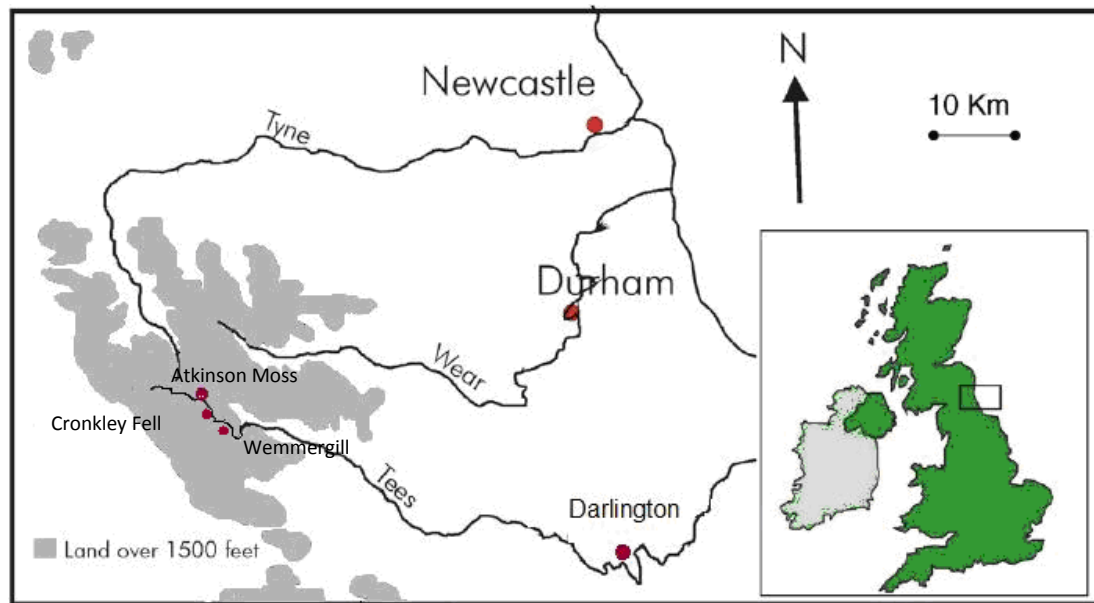 N
Newcastle
10 Km
Tyne
Durham
Wear
Atkinson Moss
Cronkley Fell
Wemmergill
Tees
Darlington
Land over 1500 feet